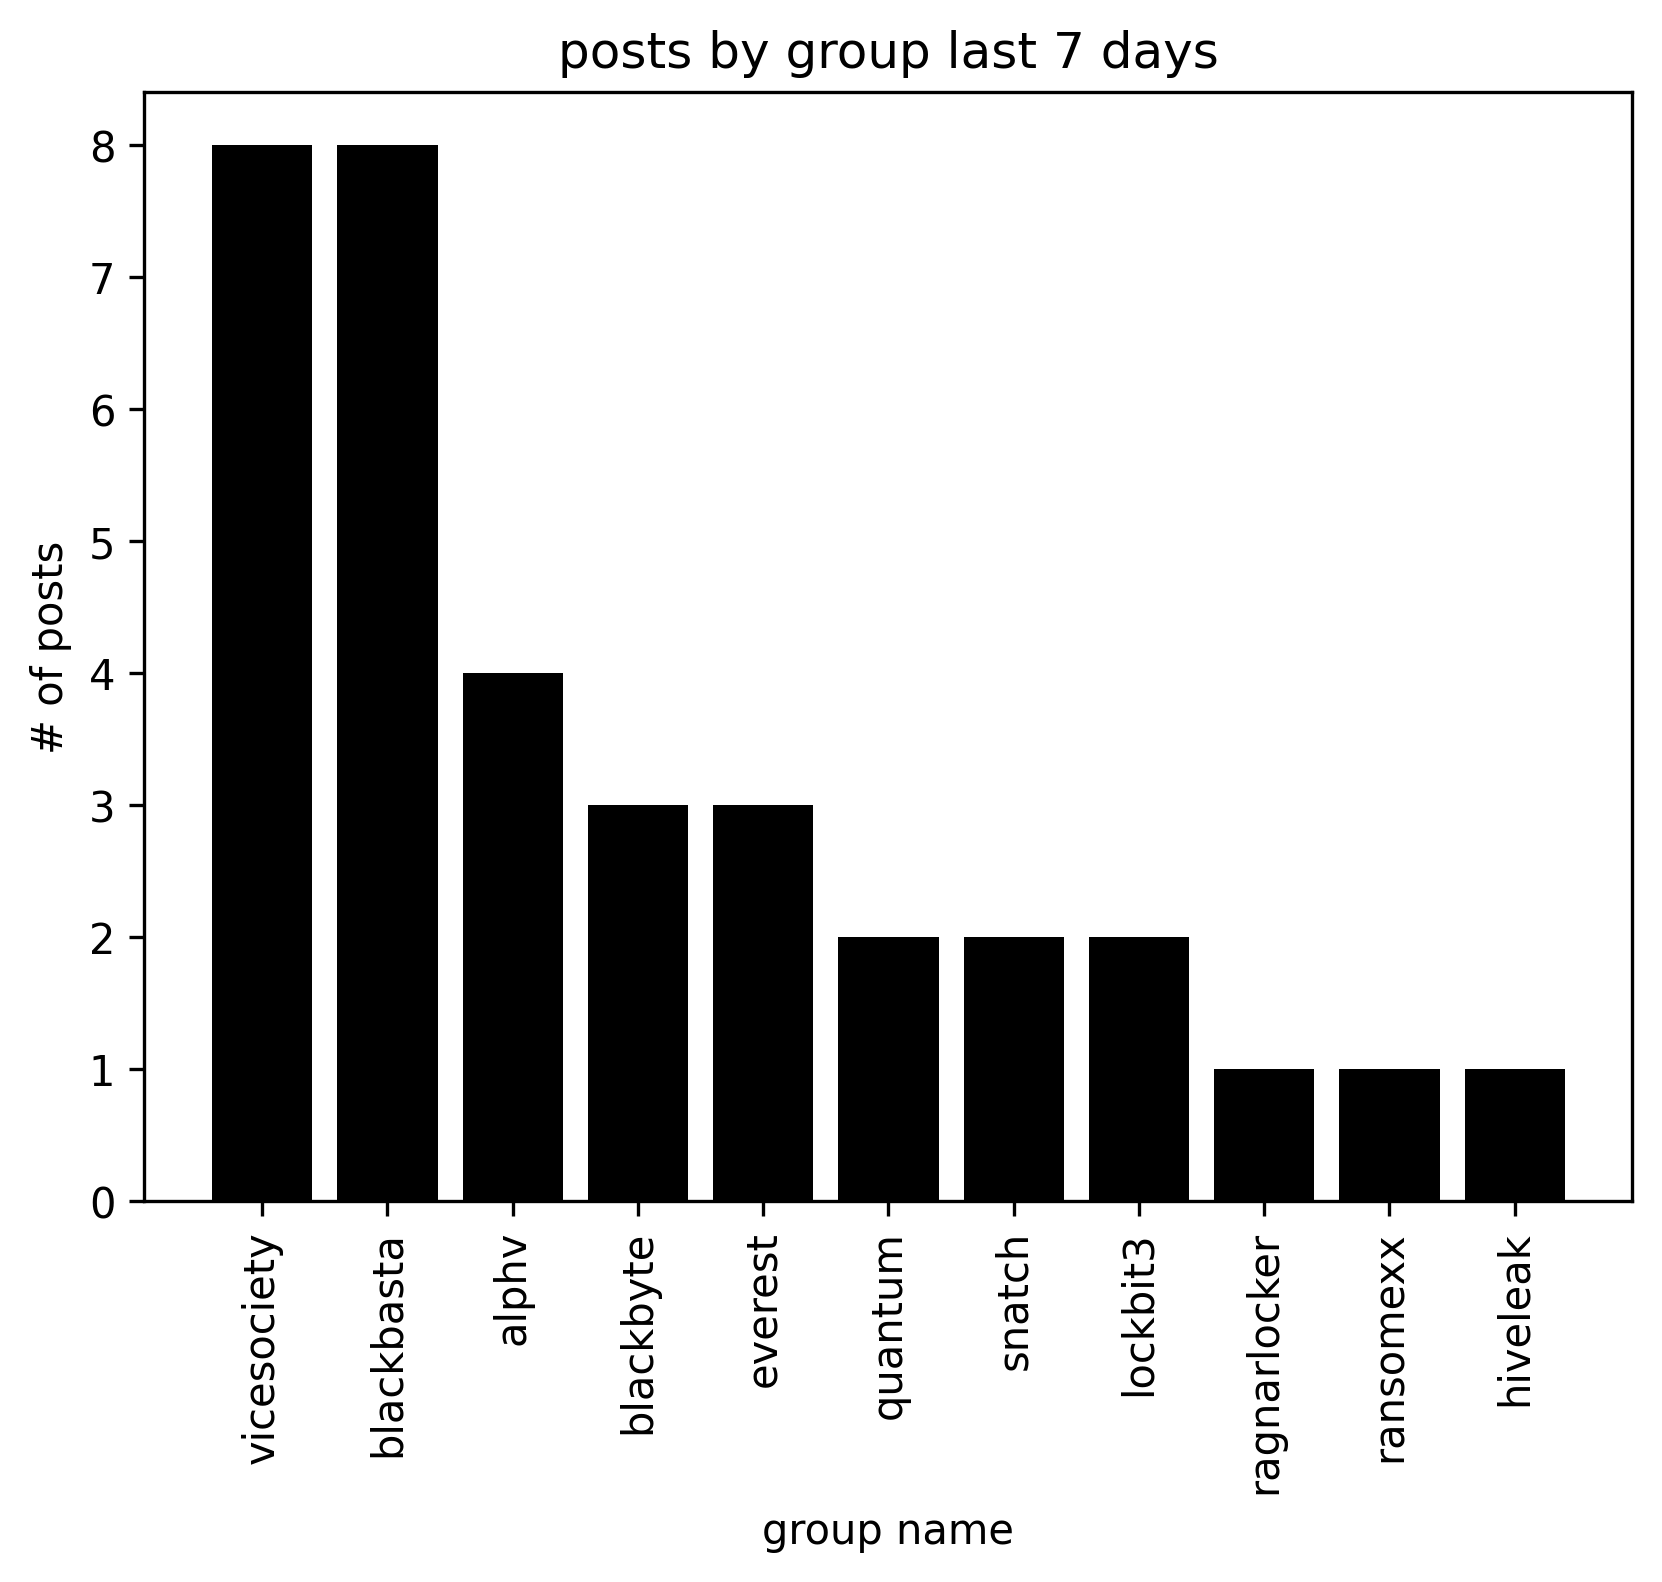 posts by group last 7 days
# of posts
8
7
6
5
4
3
2
1
0
vicesociety
blackbasta
alphv
blackbyte
everest
quantum
snatch
lockbit3
ragnarlocker
ransomexx
hiveleak
group name